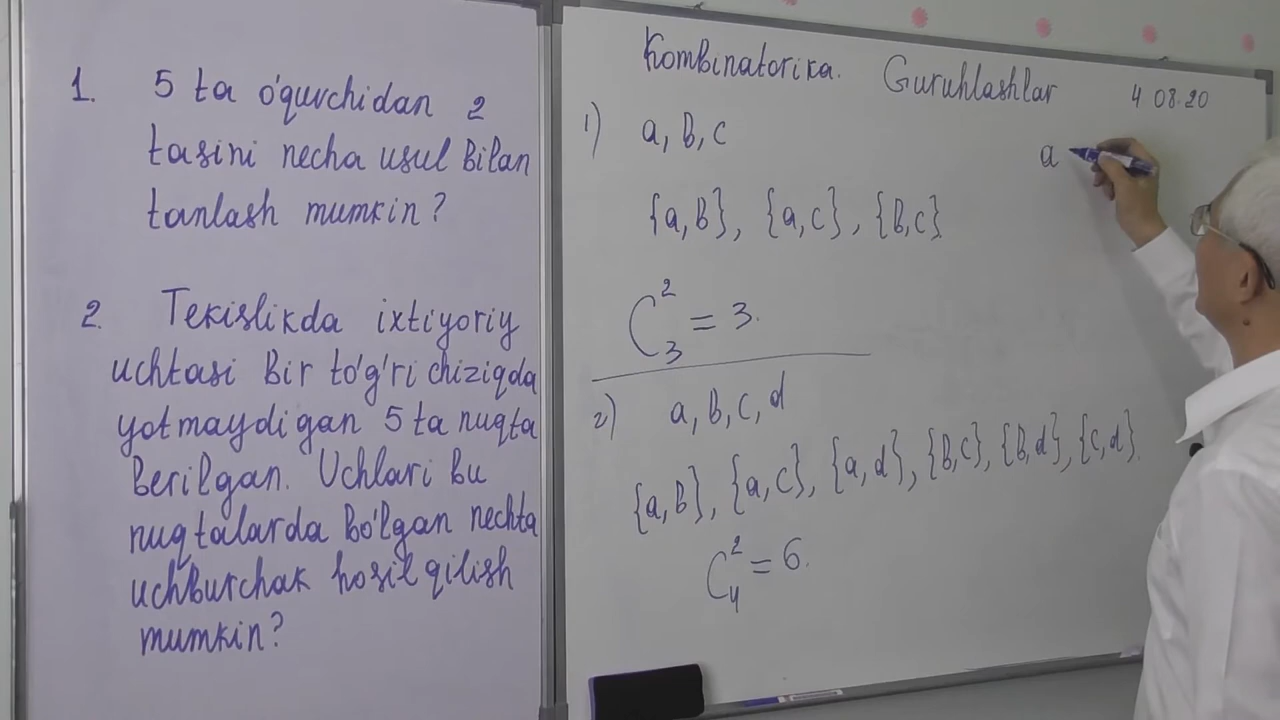 1. 5 ta o'quvchidan 2
tasini necha usul bilan
tanlash mumkin?
2. Tekislikda ixtiyoriy
uchtasi bir to'g'ri chiziqda
yotmaydigan 5 ta nuqta
berilgan. Uchlari bu
nuqtalarda bo'lgan nechta
uchburchak hosil qilish
mumkin?
Kombinatorika. Guruhlashlar 4 08.20
1) a, b, c
{a,b}, {a,c}, {b,c}
C₃² = 3.
2) a, b, c, d
{a,b}, {a,c}, {a,d}, {b,c}, {b,d}, {c,d}.
C₄² = 6.
a